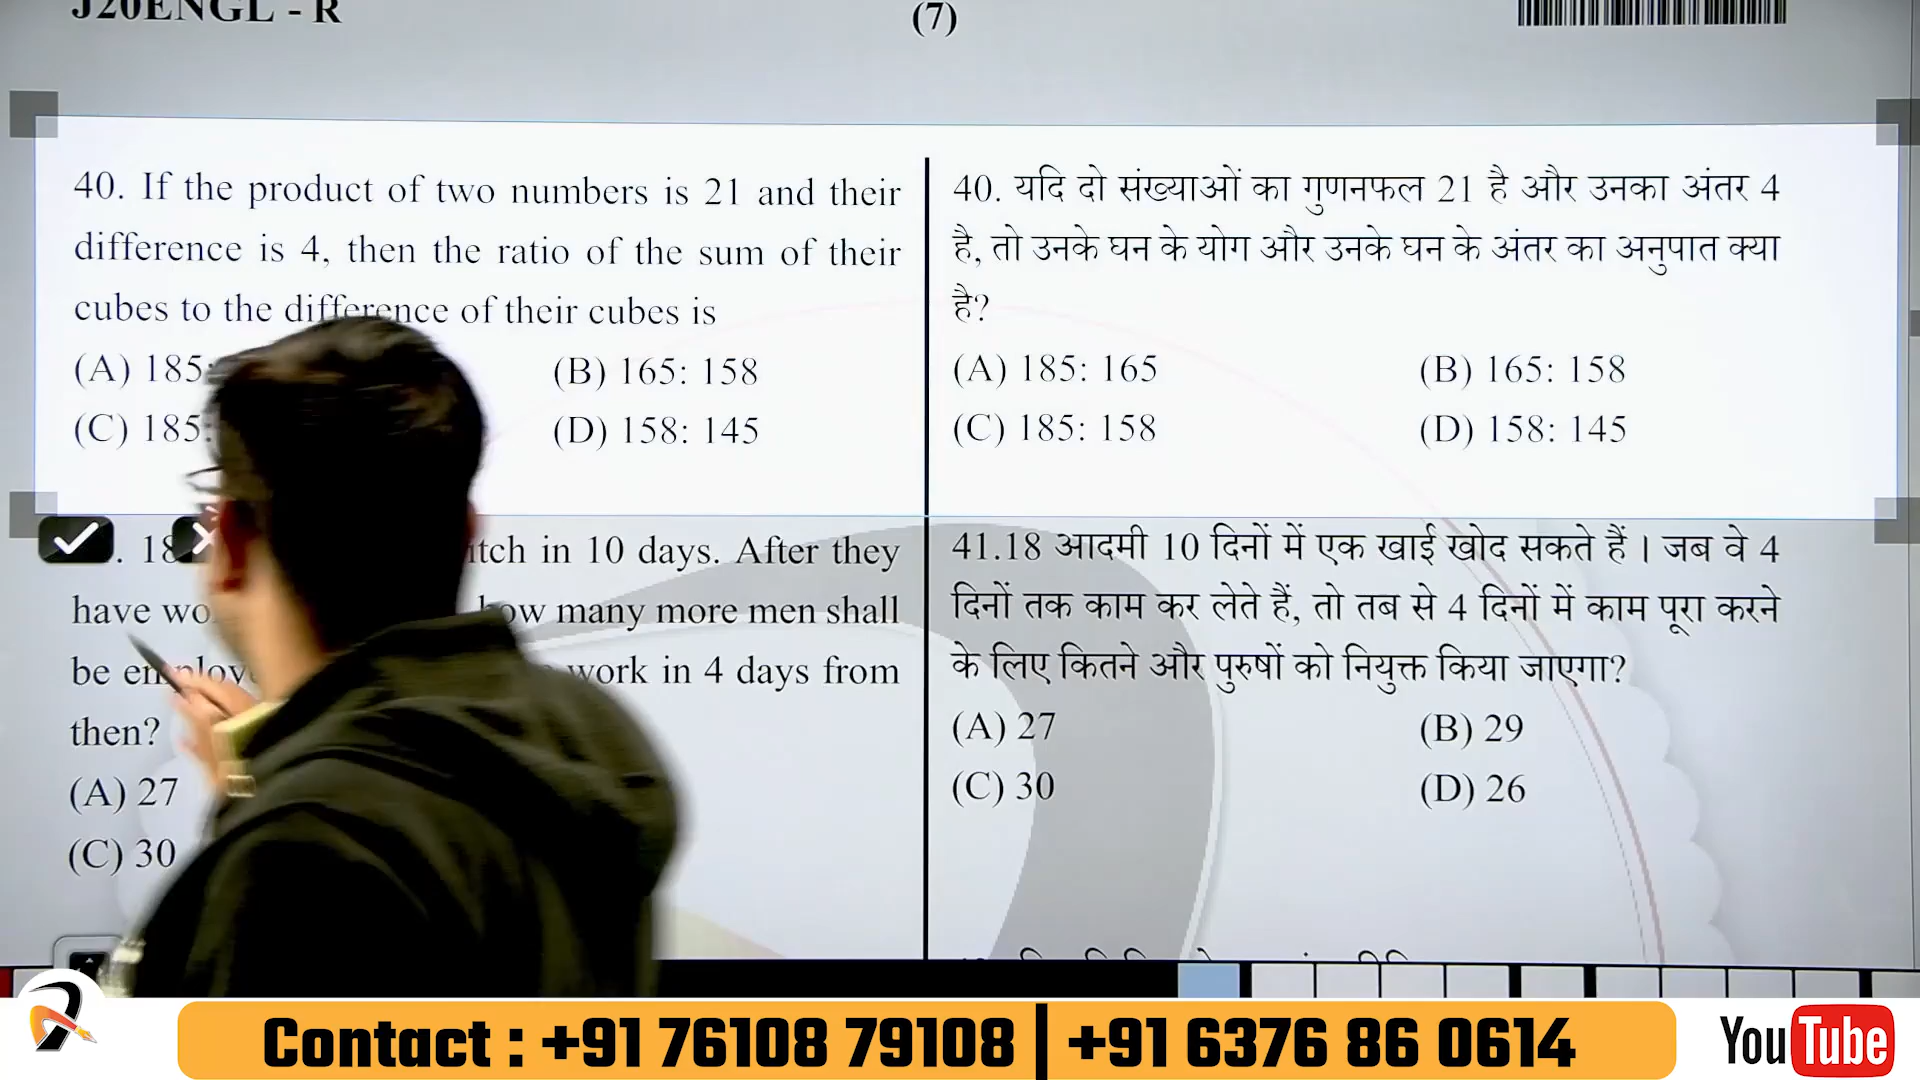 J20ENGL - R
(7)
40. If the product of two numbers is 21 and their
difference is 4, then the ratio of the sum of their
cubes to the difference of their cubes is
(A) 185:
(B) 165: 158
(C) 185:
(D) 158: 145
40. यदि दो संख्याओं का गुणनफल 21 है और उनका अंतर 4
है, तो उनके घन के योग और उनके घन के अंतर का अनुपात क्या
है?
(A) 185: 165
(B) 165: 158
(C) 185: 158
(D) 158: 145
. 18 itch in 10 days. After they
have wo how many more men shall
be employ work in 4 days from
then?
(A) 27
(C) 30
41.18 आदमी 10 दिनों में एक खाई खोद सकते हैं । जब वे 4
दिनों तक काम कर लेते हैं, तो तब से 4 दिनों में काम पूरा करने
के लिए कितने और पुरुषों को नियुक्त किया जाएगा?
(A) 27
(B) 29
(C) 30
(D) 26
Contact : +91 76108 79108 | +91 6376 86 0614
YouTube